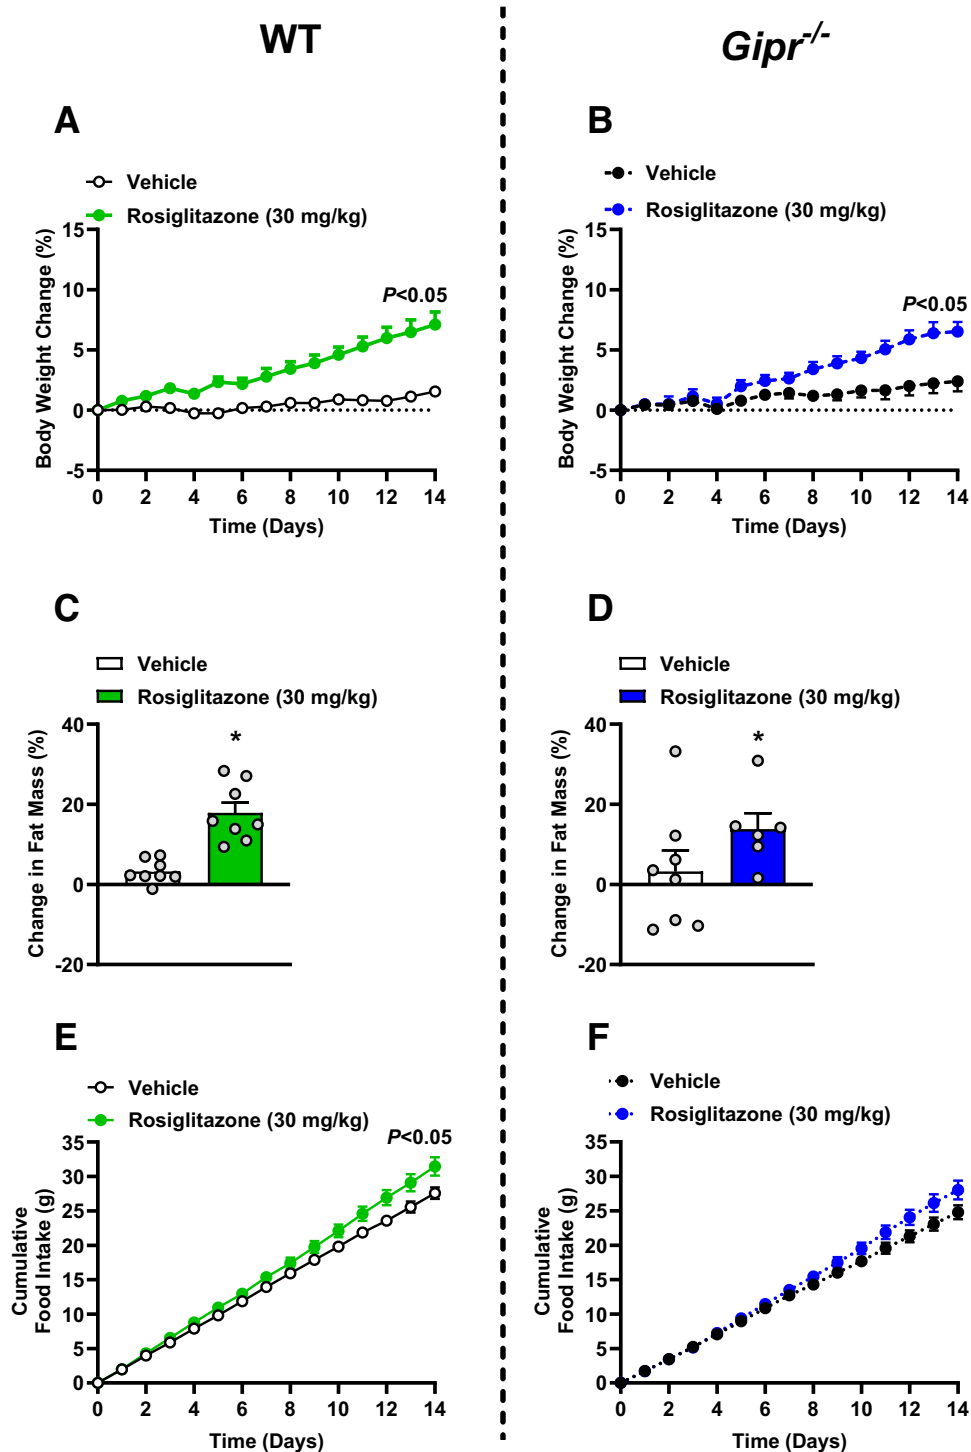 WT
Gipr-/-
A
Vehicle
Rosiglitazone (30 mg/kg)
15
10
5
0
-5
Body Weight Change (%)
P<0.05
0 2 4 6 8 10 12 14
Time (Days)
B
Vehicle
Rosiglitazone (30 mg/kg)
15
10
5
0
-5
Body Weight Change (%)
P<0.05
0 2 4 6 8 10 12 14
Time (Days)
C
Vehicle
Rosiglitazone (30 mg/kg)
40
20
0
-20
Change in Fat Mass (%)
*
D
Vehicle
Rosiglitazone (30 mg/kg)
40
20
0
-20
Change in Fat Mass (%)
*
E
Vehicle
Rosiglitazone (30 mg/kg)
P<0.05
35
30
25
20
15
10
5
0
Cumulative
Food Intake (g)
0 2 4 6 8 10 12 14
Time (Days)
F
Vehicle
Rosiglitazone (30 mg/kg)
35
30
25
20
15
10
5
0
Cumulative
Food Intake (g)
0 2 4 6 8 10 12 14
Time (Days)